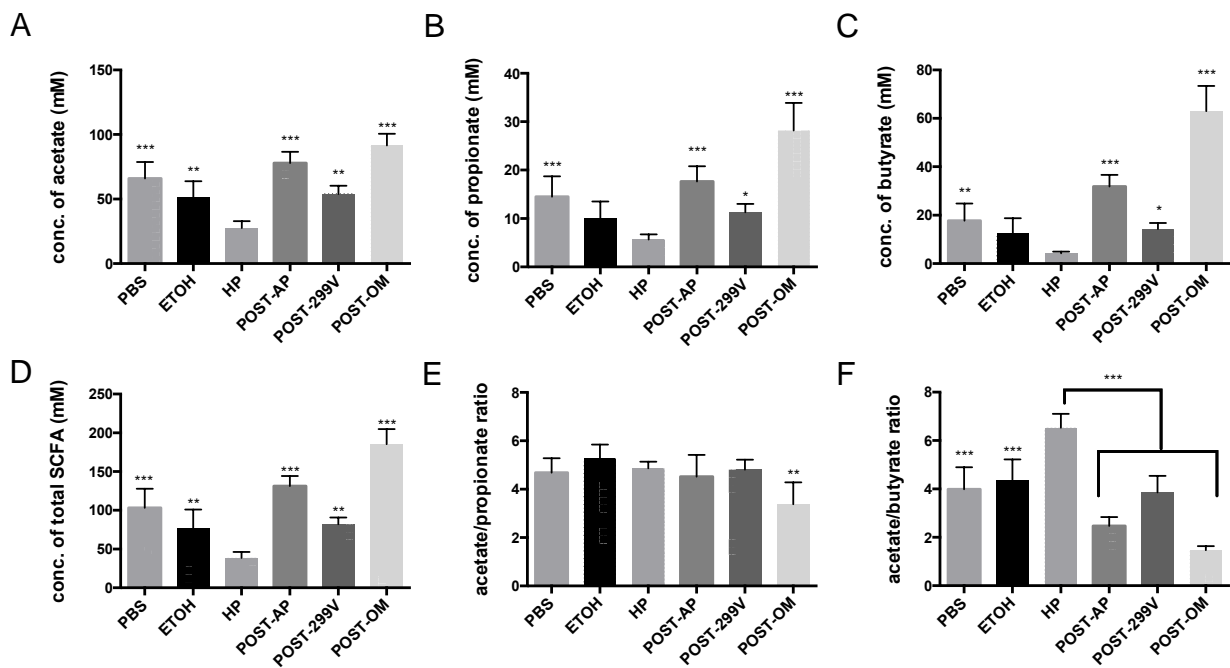 A
conc. of acetate (mM)
150
100
50
0
***
**
***
**
***
PBS
ETOH
HP
POST-AP
POST-299V
POST-OM
B
conc. of propionate (mM)
40
30
20
10
0
***
***
*
***
PBS
ETOH
HP
POST-AP
POST-299V
POST-OM
C
conc. of butyrate (mM)
80
60
40
20
0
**
***
*
***
PBS
ETOH
HP
POST-AP
POST-299V
POST-OM
D
conc. of total SCFA (mM)
250
200
150
100
50
0
***
**
***
**
***
PBS
ETOH
HP
POST-AP
POST-299V
POST-OM
E
acetate/propionate ratio
8
6
4
2
0
**
PBS
ETOH
HP
POST-AP
POST-299V
POST-OM
F
acetate/butyrate ratio
8
6
4
2
0
***
***
***
PBS
ETOH
HP
POST-AP
POST-299V
POST-OM